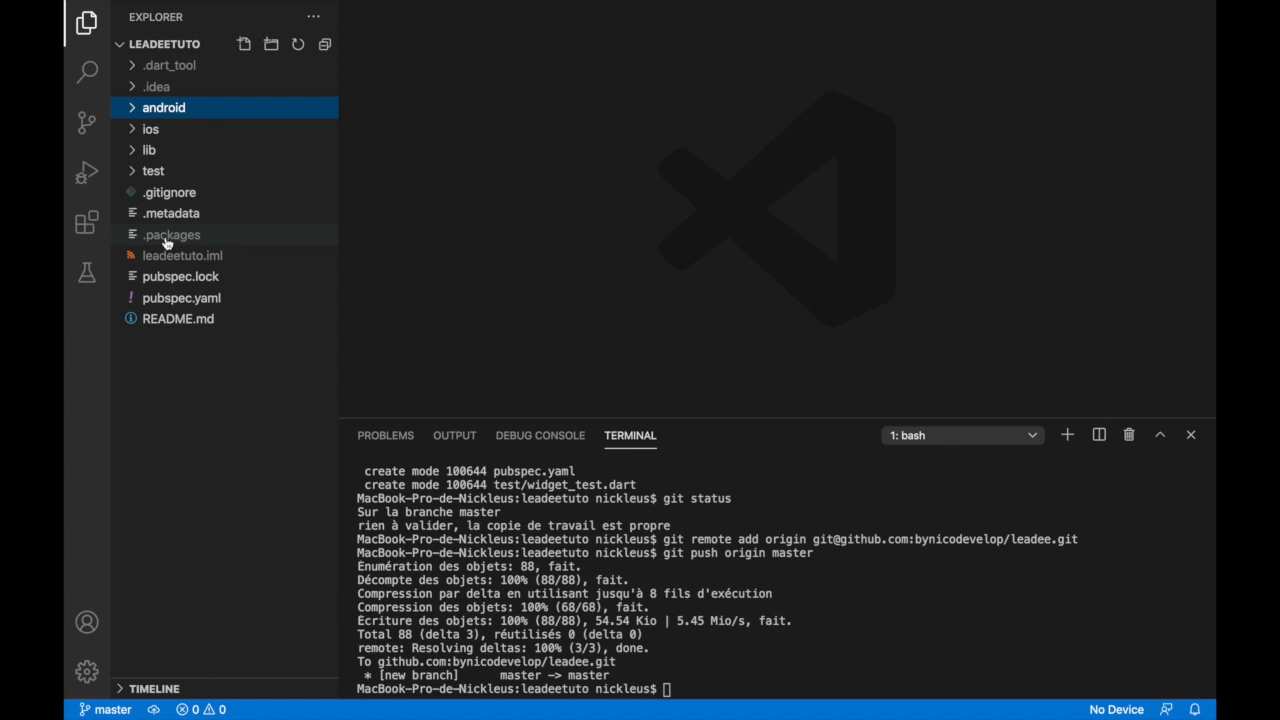 EXPLORER
LEADEETUTO
.dart_tool
.idea
android
ios
lib
test
.gitignore
.metadata
.packages
leadeetuto.iml
pubspec.lock
pubspec.yaml
README.md
TIMELINE
PROBLEMS OUTPUT DEBUG CONSOLE TERMINAL 1: bash
create mode 100644 pubspec.yaml
create mode 100644 test/widget_test.dart
MacBook-Pro-de-Nickleus:leadeetuto nickleus$ git status
Sur la branche master
rien à valider, la copie de travail est propre
MacBook-Pro-de-Nickleus:leadeetuto nickleus$ git remote add origin git@github.com:bynicodevelop/leadee.git
MacBook-Pro-de-Nickleus:leadeetuto nickleus$ git push origin master
Énumération des objets: 88, fait.
Décompte des objets: 100% (88/88), fait.
Compression par delta en utilisant jusqu'à 8 fils d'exécution
Compression des objets: 100% (68/68), fait.
Écriture des objets: 100% (88/88), 54.54 Kio | 5.45 Mio/s, fait.
Total 88 (delta 3), réutilisés 0 (delta 0)
remote: Resolving deltas: 100% (3/3), done.
To github.com:bynicodevelop/leadee.git
* [new branch] master -> master
MacBook-Pro-de-Nickleus:leadeetuto nickleus$
master 0 0 No Device